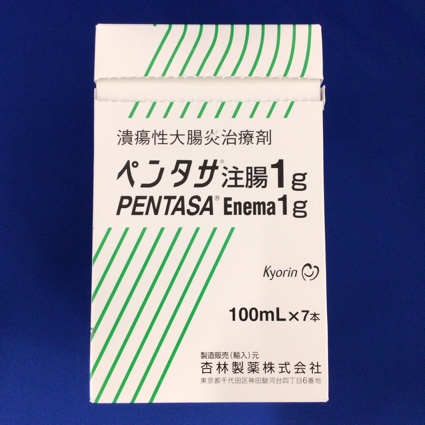 潰瘍性大腸炎治療剤
ペンタサ®注腸1g
PENTASA® Enema1g
Kyorin
100mL×7本
製造販売(輸入)元
杏林製薬株式会社
東京都千代田区神田駿河台四丁目6番地